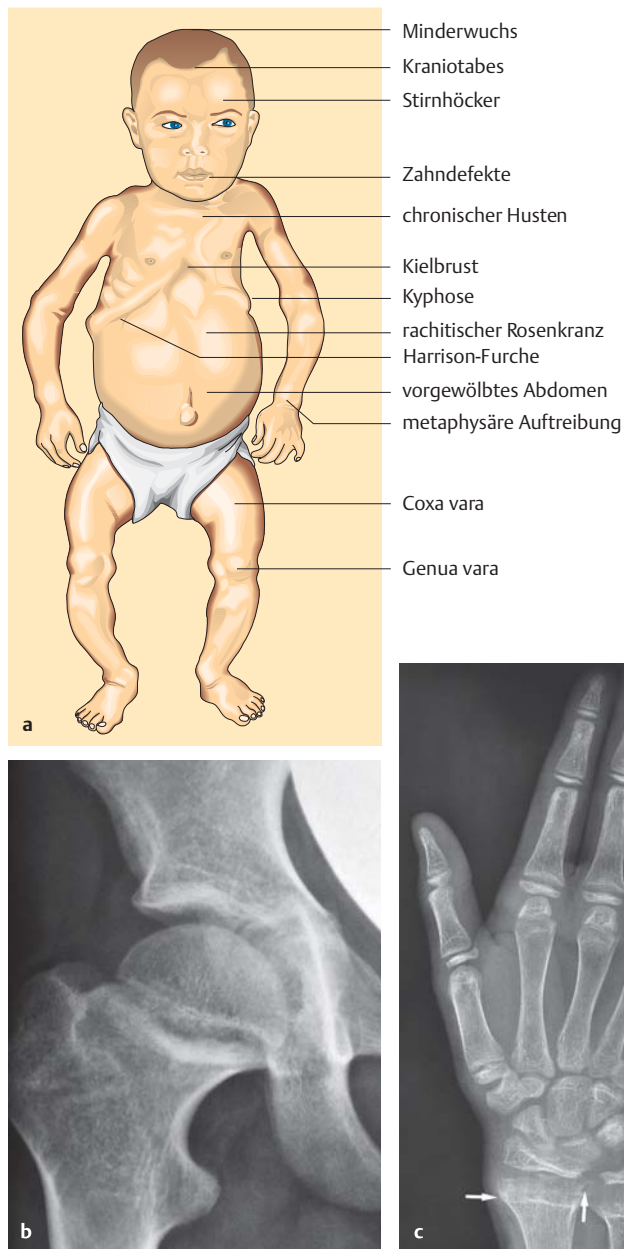 Minderwuchs
Kraniotabes
Stirnhöcker
Zahndefekte
chronischer Husten
Kielbrust
Kyphose
rachitischer Rosenkranz
Harrison-Furche
vorgewölbtes Abdomen
metaphysäre Auftreibung
Coxa vara
Genua vara
a
b
c